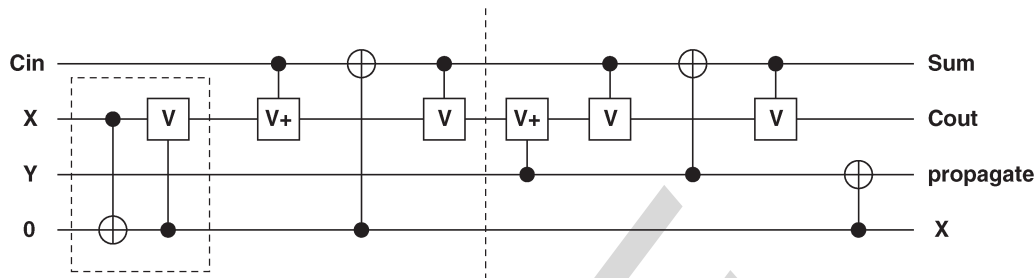 Cin V+ V V Sum
X V V+ V V Cout
Y propagate
0 X